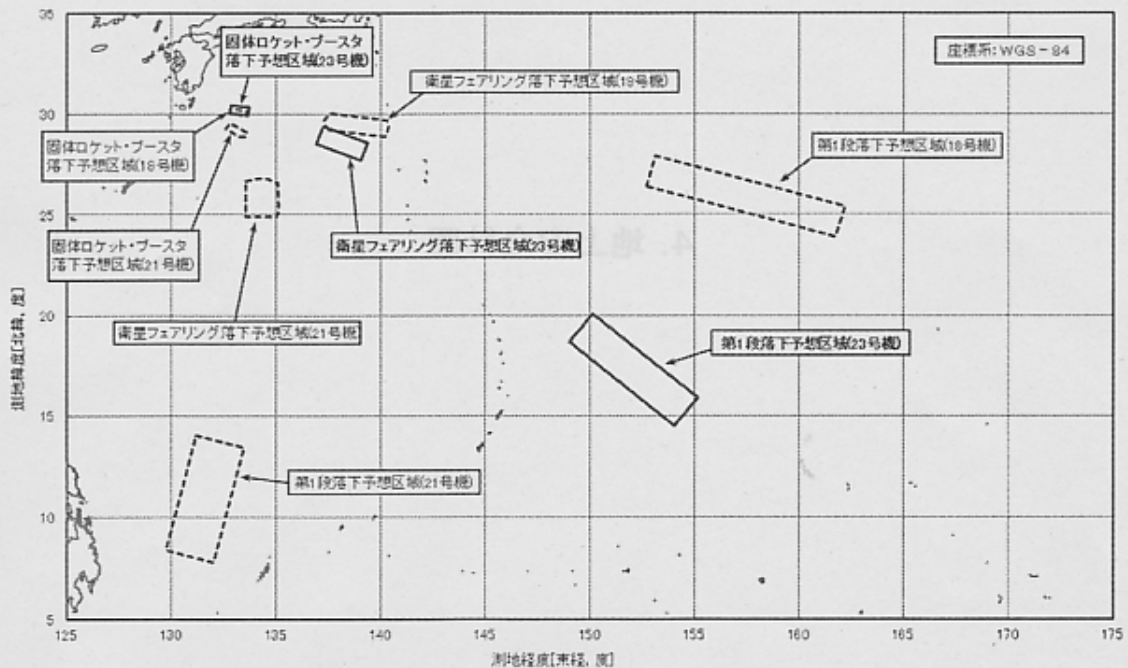 35
固体ロケット・ブースタ
落下予想区域(23号機)
座標系:WGS-84
衛星フェアリング落下予想区域(18号機)
30
固体ロケット・ブースタ
落下予想区域(18号機)
第1段落下予想区域(18号機)
25
固体ロケット・ブースタ
落下予想区域(21号機)
衛星フェアリング落下予想区域(23号機)
4. 地
衛星フェアリング落下予想区域(21号機)
20
第1段落下予想区域(23号機)
測地緯度[北緯, 度]
15
第1段落下予想区域(21号機)
10
5
125 130 135 140 145 150 155 160 165 170 175
測地経度[東経, 度]